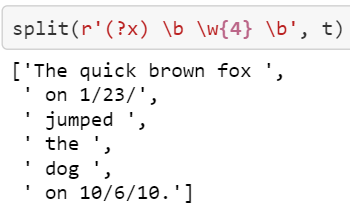 split(r'(?x) \b \w{4} \b', t)
['The quick brown fox ',
' on 1/23/',
' jumped ',
' the ',
' dog ',
' on 10/6/10.']